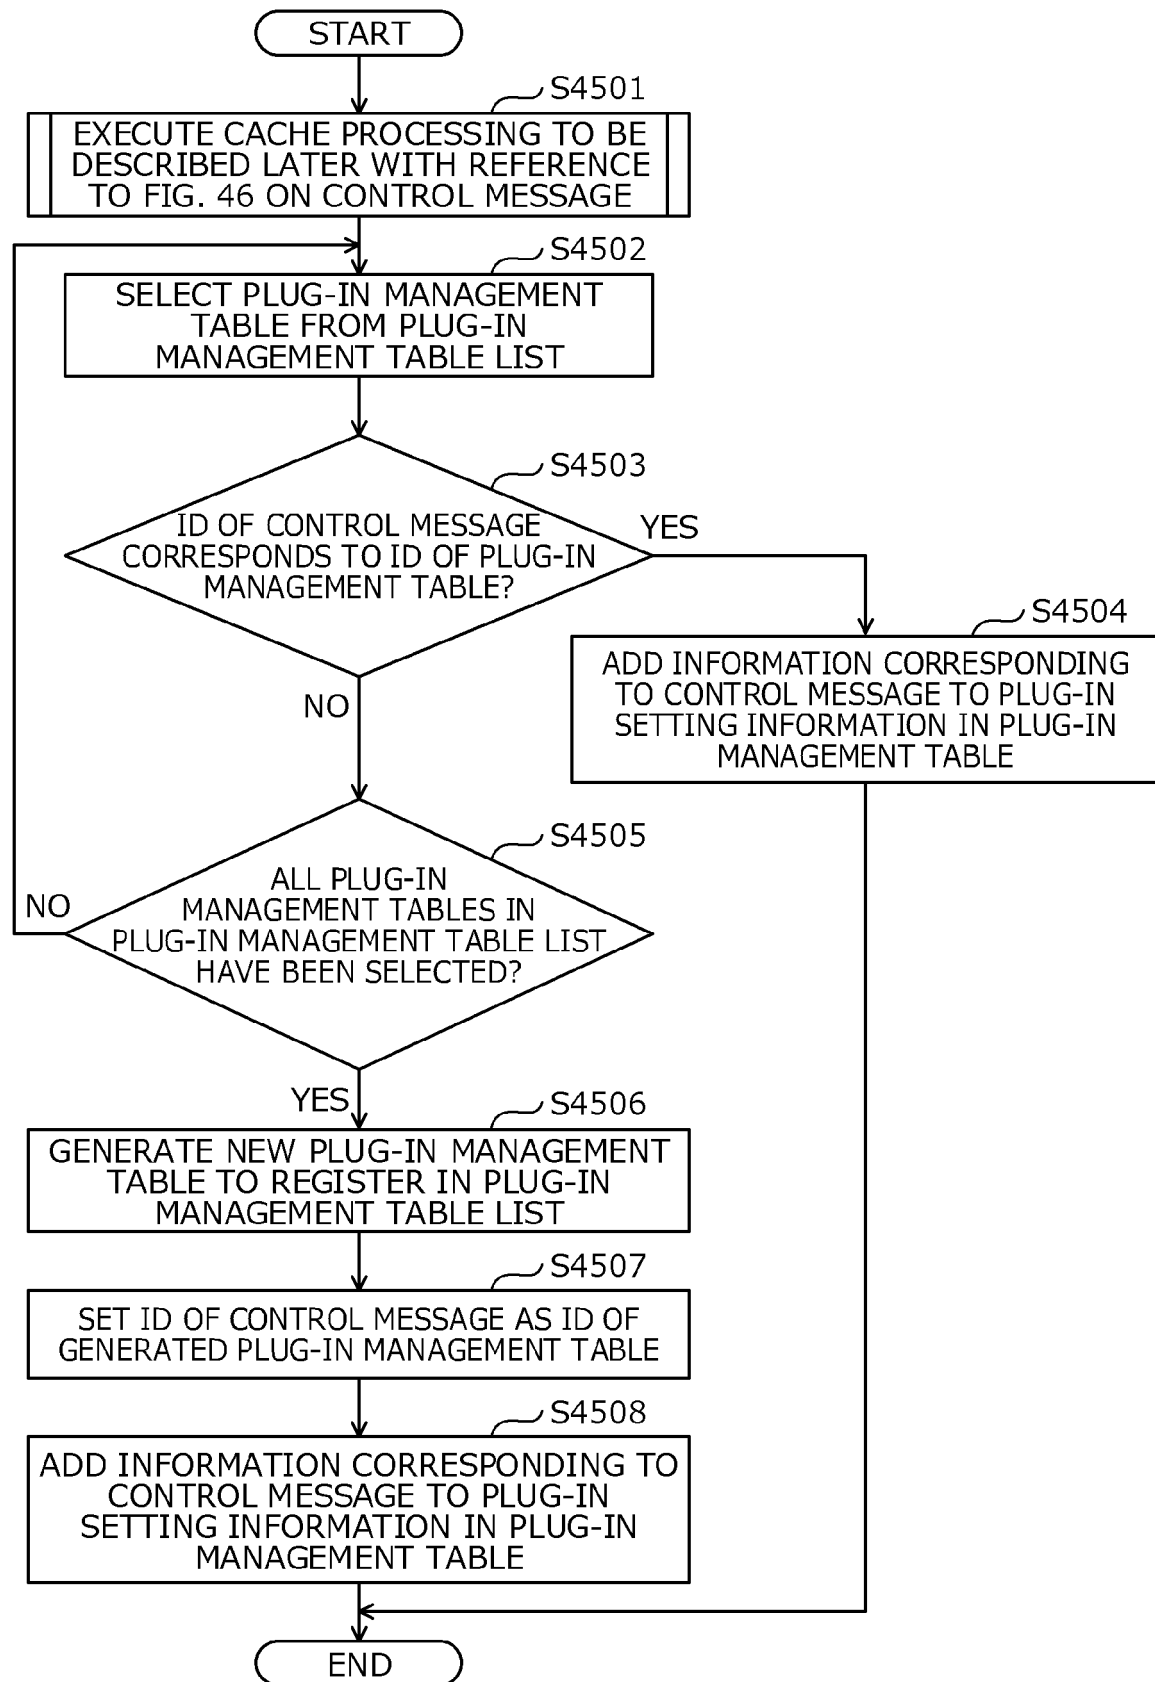 START
S4501
EXECUTE CACHE PROCESSING TO BE
DESCRIBED LATER WITH REFERENCE
TO FIG. 46 ON CONTROL MESSAGE
S4502
SELECT PLUG-IN MANAGEMENT
TABLE FROM PLUG-IN
MANAGEMENT TABLE LIST
S4503
ID OF CONTROL MESSAGE
CORRESPONDS TO ID OF PLUG-IN
MANAGEMENT TABLE?
YES
S4504
ADD INFORMATION CORRESPONDING
TO CONTROL MESSAGE TO PLUG-IN
SETTING INFORMATION IN PLUG-IN
MANAGEMENT TABLE
NO
S4505
ALL PLUG-IN
MANAGEMENT TABLES IN
PLUG-IN MANAGEMENT TABLE LIST
HAVE BEEN SELECTED?
NO
YES
S4506
GENERATE NEW PLUG-IN MANAGEMENT
TABLE TO REGISTER IN PLUG-IN
MANAGEMENT TABLE LIST
S4507
SET ID OF CONTROL MESSAGE AS ID OF
GENERATED PLUG-IN MANAGEMENT TABLE
S4508
ADD INFORMATION CORRESPONDING TO
CONTROL MESSAGE TO PLUG-IN
SETTING INFORMATION IN PLUG-IN
MANAGEMENT TABLE
END